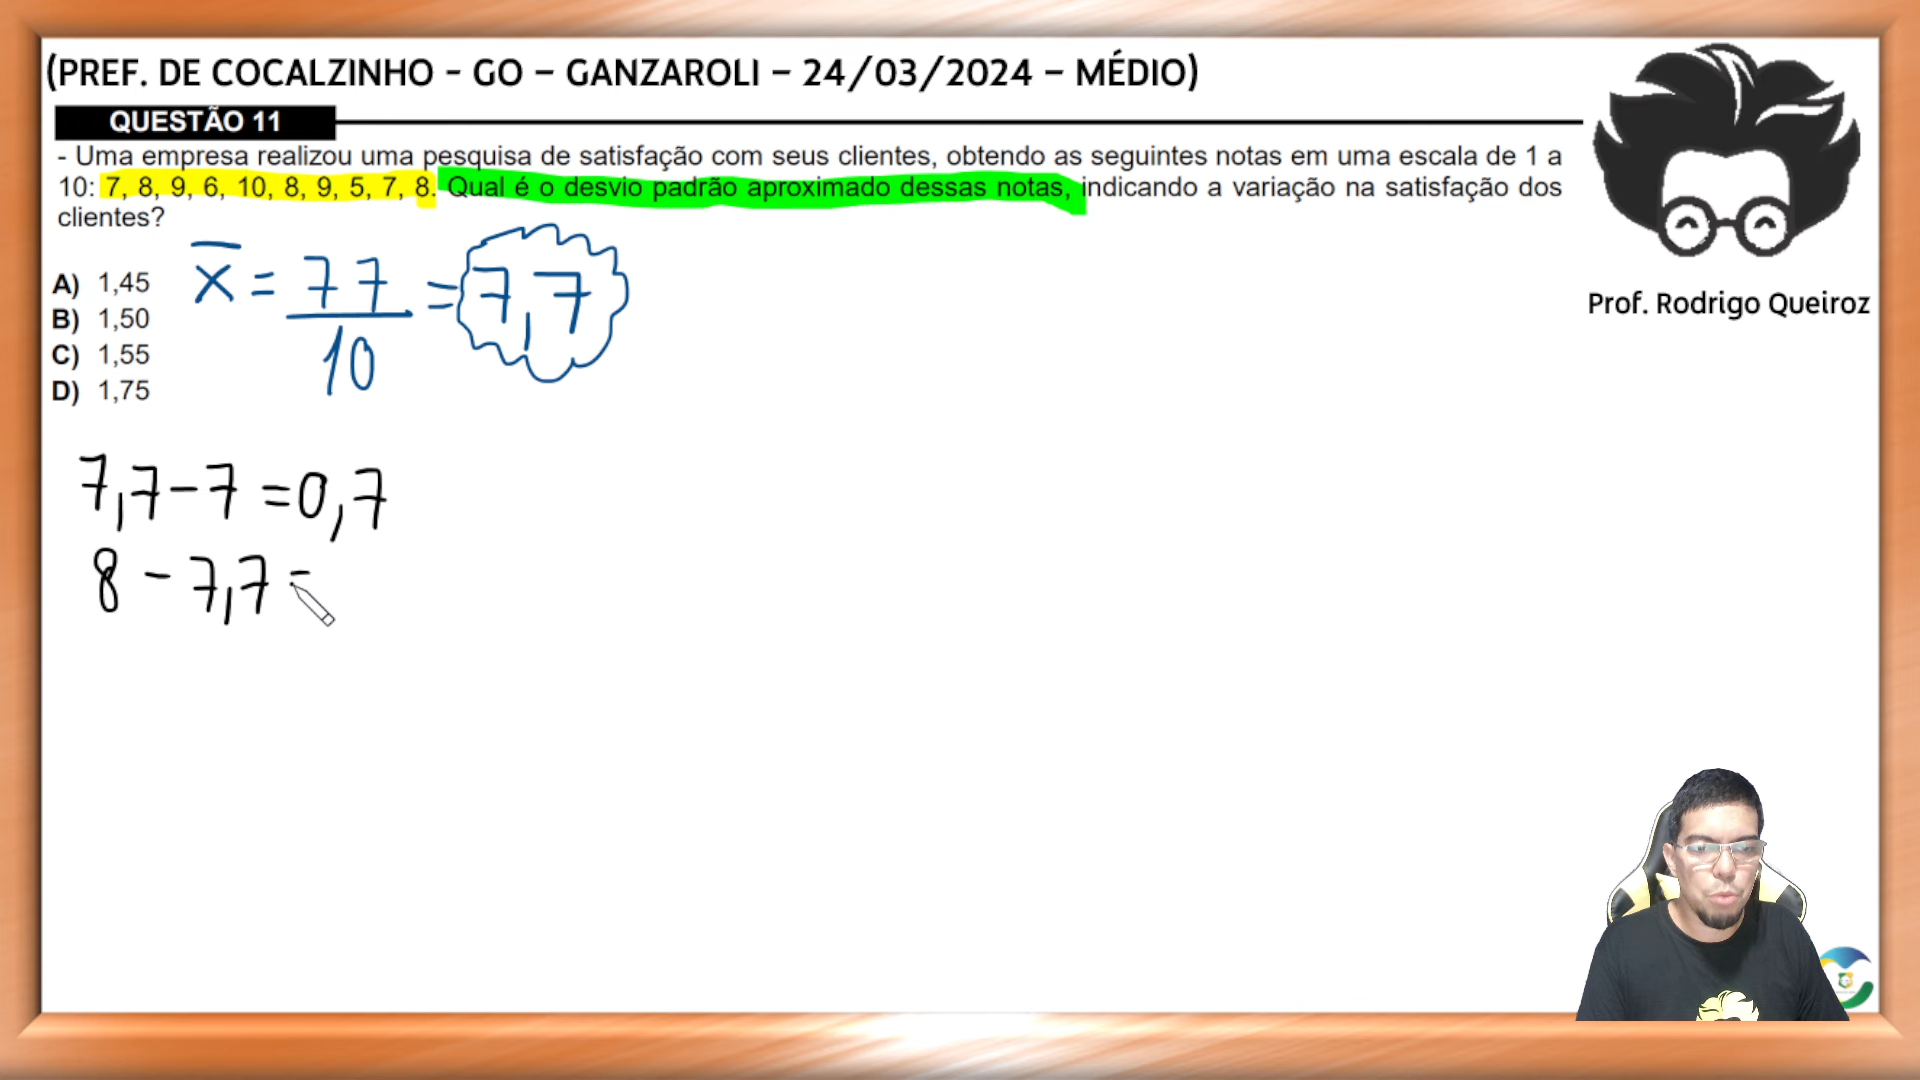 (PREF. DE COCALZINHO - GO – GANZAROLI – 24/03/2024 – MÉDIO)
QUESTÃO 11
- Uma empresa realizou uma pesquisa de satisfação com seus clientes, obtendo as seguintes notas em uma escala de 1 a
10: 7, 8, 9, 6, 10, 8, 9, 5, 7, 8. Qual é o desvio padrão aproximado dessas notas, indicando a variação na satisfação dos
clientes?
A) 1,45
B) 1,50
C) 1,55
D) 1,75
x̅ = 77/10 = 7,7
7,7 - 7 = 0,7
8 - 7,7 =
Prof. Rodrigo Queiroz